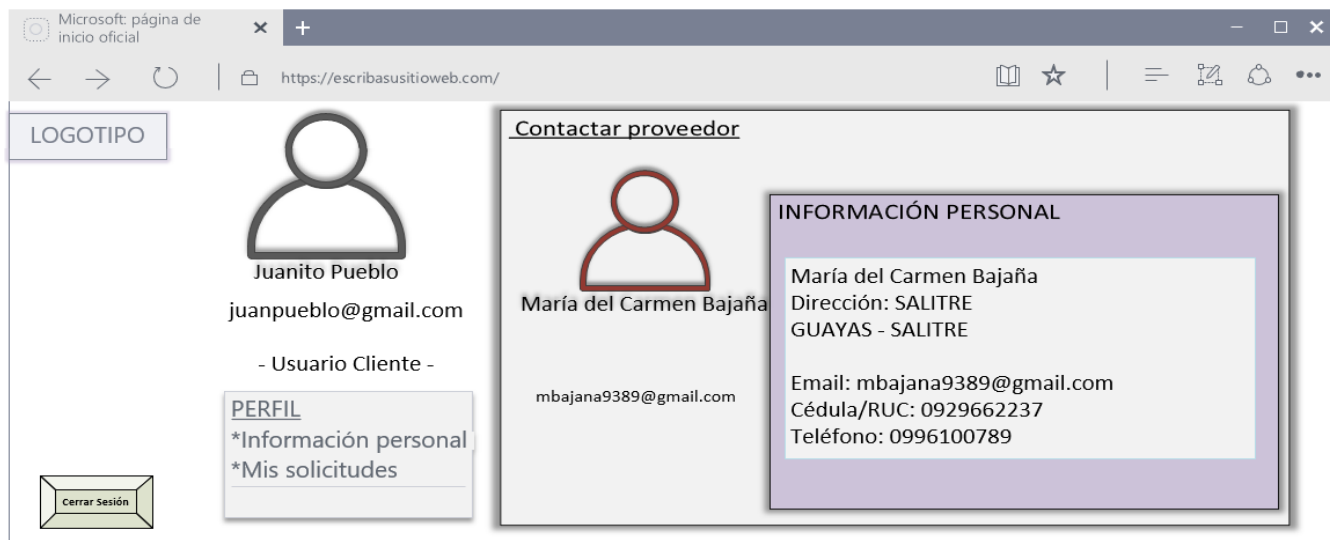 Microsoft: página de
inicio oficial
https://escribasusitioweb.com/
LOGOTIPO
Juanito Pueblo
juanpueblo@gmail.com
- Usuario Cliente -
PERFIL
*Información personal
*Mis solicitudes
Cerrar Sesión
Contactar proveedor
María del Carmen Bajaña
mbajana9389@gmail.com
INFORMACIÓN PERSONAL
María del Carmen Bajaña
Dirección: SALITRE
GUAYAS - SALITRE
Email: mbajana9389@gmail.com
Cédula/RUC: 0929662237
Teléfono: 0996100789